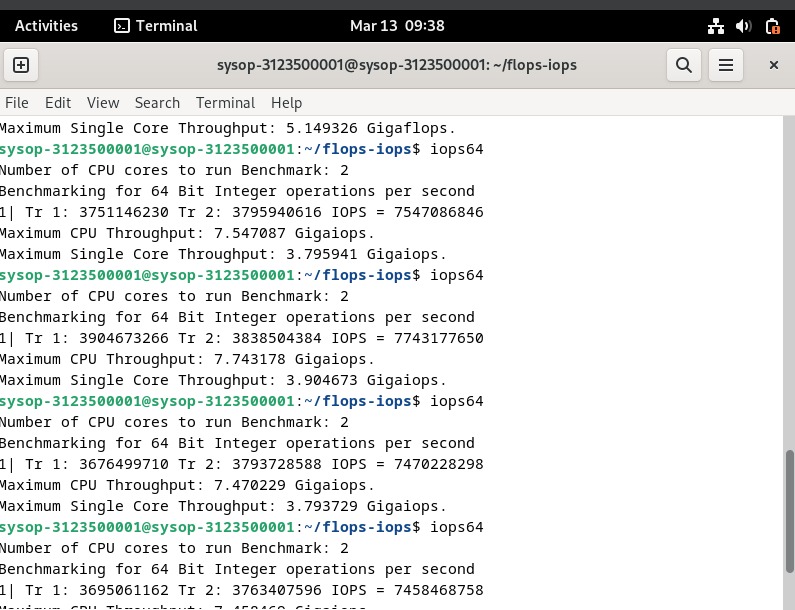 Activities Terminal Mar 13 09:38
sysop-3123500001@sysop-3123500001: ~/flops-iops
File Edit View Search Terminal Help
Maximum Single Core Throughput: 5.149326 Gigaflops.
sysop-3123500001@sysop-3123500001:~/flops-iops$ iops64
Number of CPU cores to run Benchmark: 2
Benchmarking for 64 Bit Integer operations per second
1| Tr 1: 3751146230 Tr 2: 3795940616 IOPS = 7547086846
Maximum CPU Throughput: 7.547087 Gigaiops.
Maximum Single Core Throughput: 3.795941 Gigaiops.
sysop-3123500001@sysop-3123500001:~/flops-iops$ iops64
Number of CPU cores to run Benchmark: 2
Benchmarking for 64 Bit Integer operations per second
1| Tr 1: 3904673266 Tr 2: 3838504384 IOPS = 7743177650
Maximum CPU Throughput: 7.743178 Gigaiops.
Maximum Single Core Throughput: 3.904673 Gigaiops.
sysop-3123500001@sysop-3123500001:~/flops-iops$ iops64
Number of CPU cores to run Benchmark: 2
Benchmarking for 64 Bit Integer operations per second
1| Tr 1: 3676499710 Tr 2: 3793728588 IOPS = 7470228298
Maximum CPU Throughput: 7.470229 Gigaiops.
Maximum Single Core Throughput: 3.793729 Gigaiops.
sysop-3123500001@sysop-3123500001:~/flops-iops$ iops64
Number of CPU cores to run Benchmark: 2
Benchmarking for 64 Bit Integer operations per second
1| Tr 1: 3695061162 Tr 2: 3763407596 IOPS = 7458468758
Maximum CPU Throughput: 7.458469 Gigaiops.